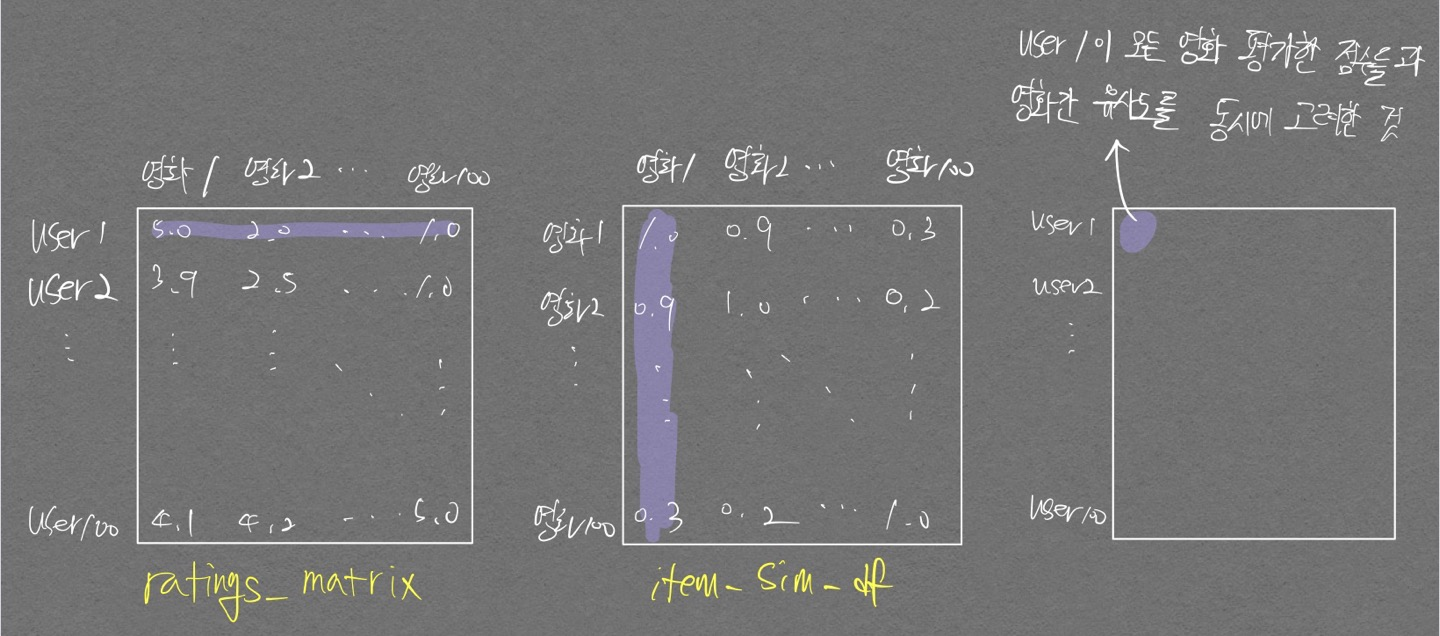 User1이 모든 영화 평가한 점수들과
영화간 유사도를 동시에 고려한 것
영화1 영화2 ... 영화100
User1 5.0 2.0 ... 1.0
User2 3.9 2.5 ... 1.0
User100 4.1 4.2 ... 5.0
ratings_matrix
영화1 영화2 ... 영화100
영화1 1.0 0.9 ... 0.3
영화2 0.9 1.0 ... 0.2
영화100 0.3 0.2 ... 1.0
item_sim_df
User1
User2
User100